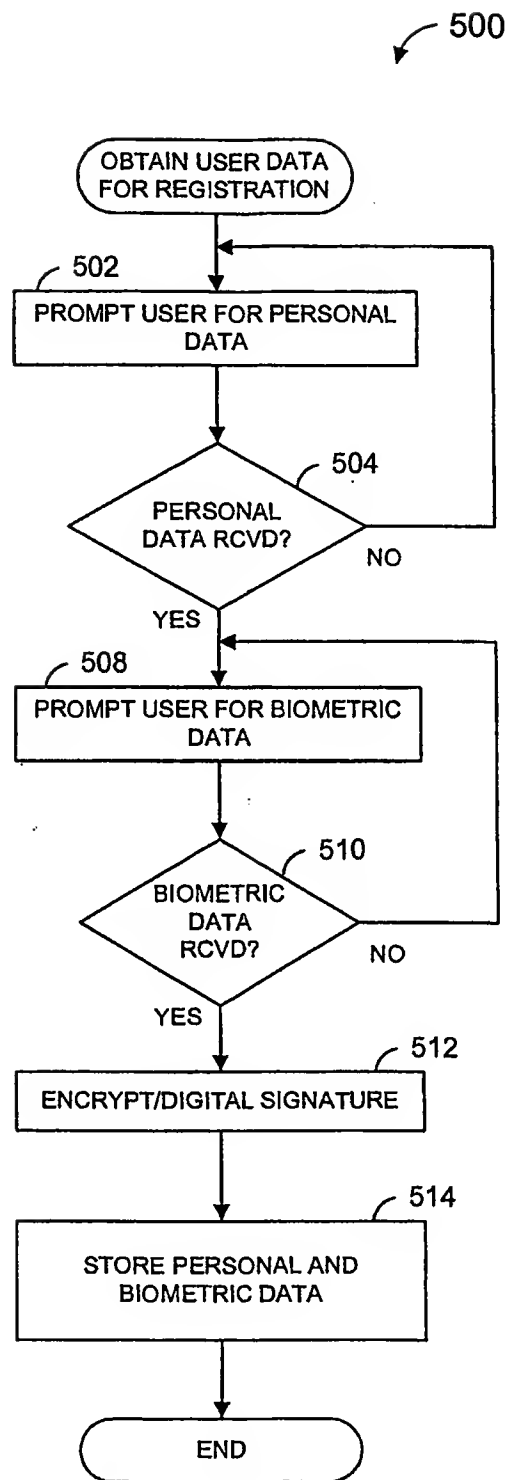 500
OBTAIN USER DATA
FOR REGISTRATION
502
PROMPT USER FOR PERSONAL
DATA
504
PERSONAL
DATA RCVD?
NO
YES
508
PROMPT USER FOR BIOMETRIC
DATA
510
BIOMETRIC
DATA
RCVD?
NO
YES
512
ENCRYPT/DIGITAL SIGNATURE
514
STORE PERSONAL AND
BIOMETRIC DATA
END